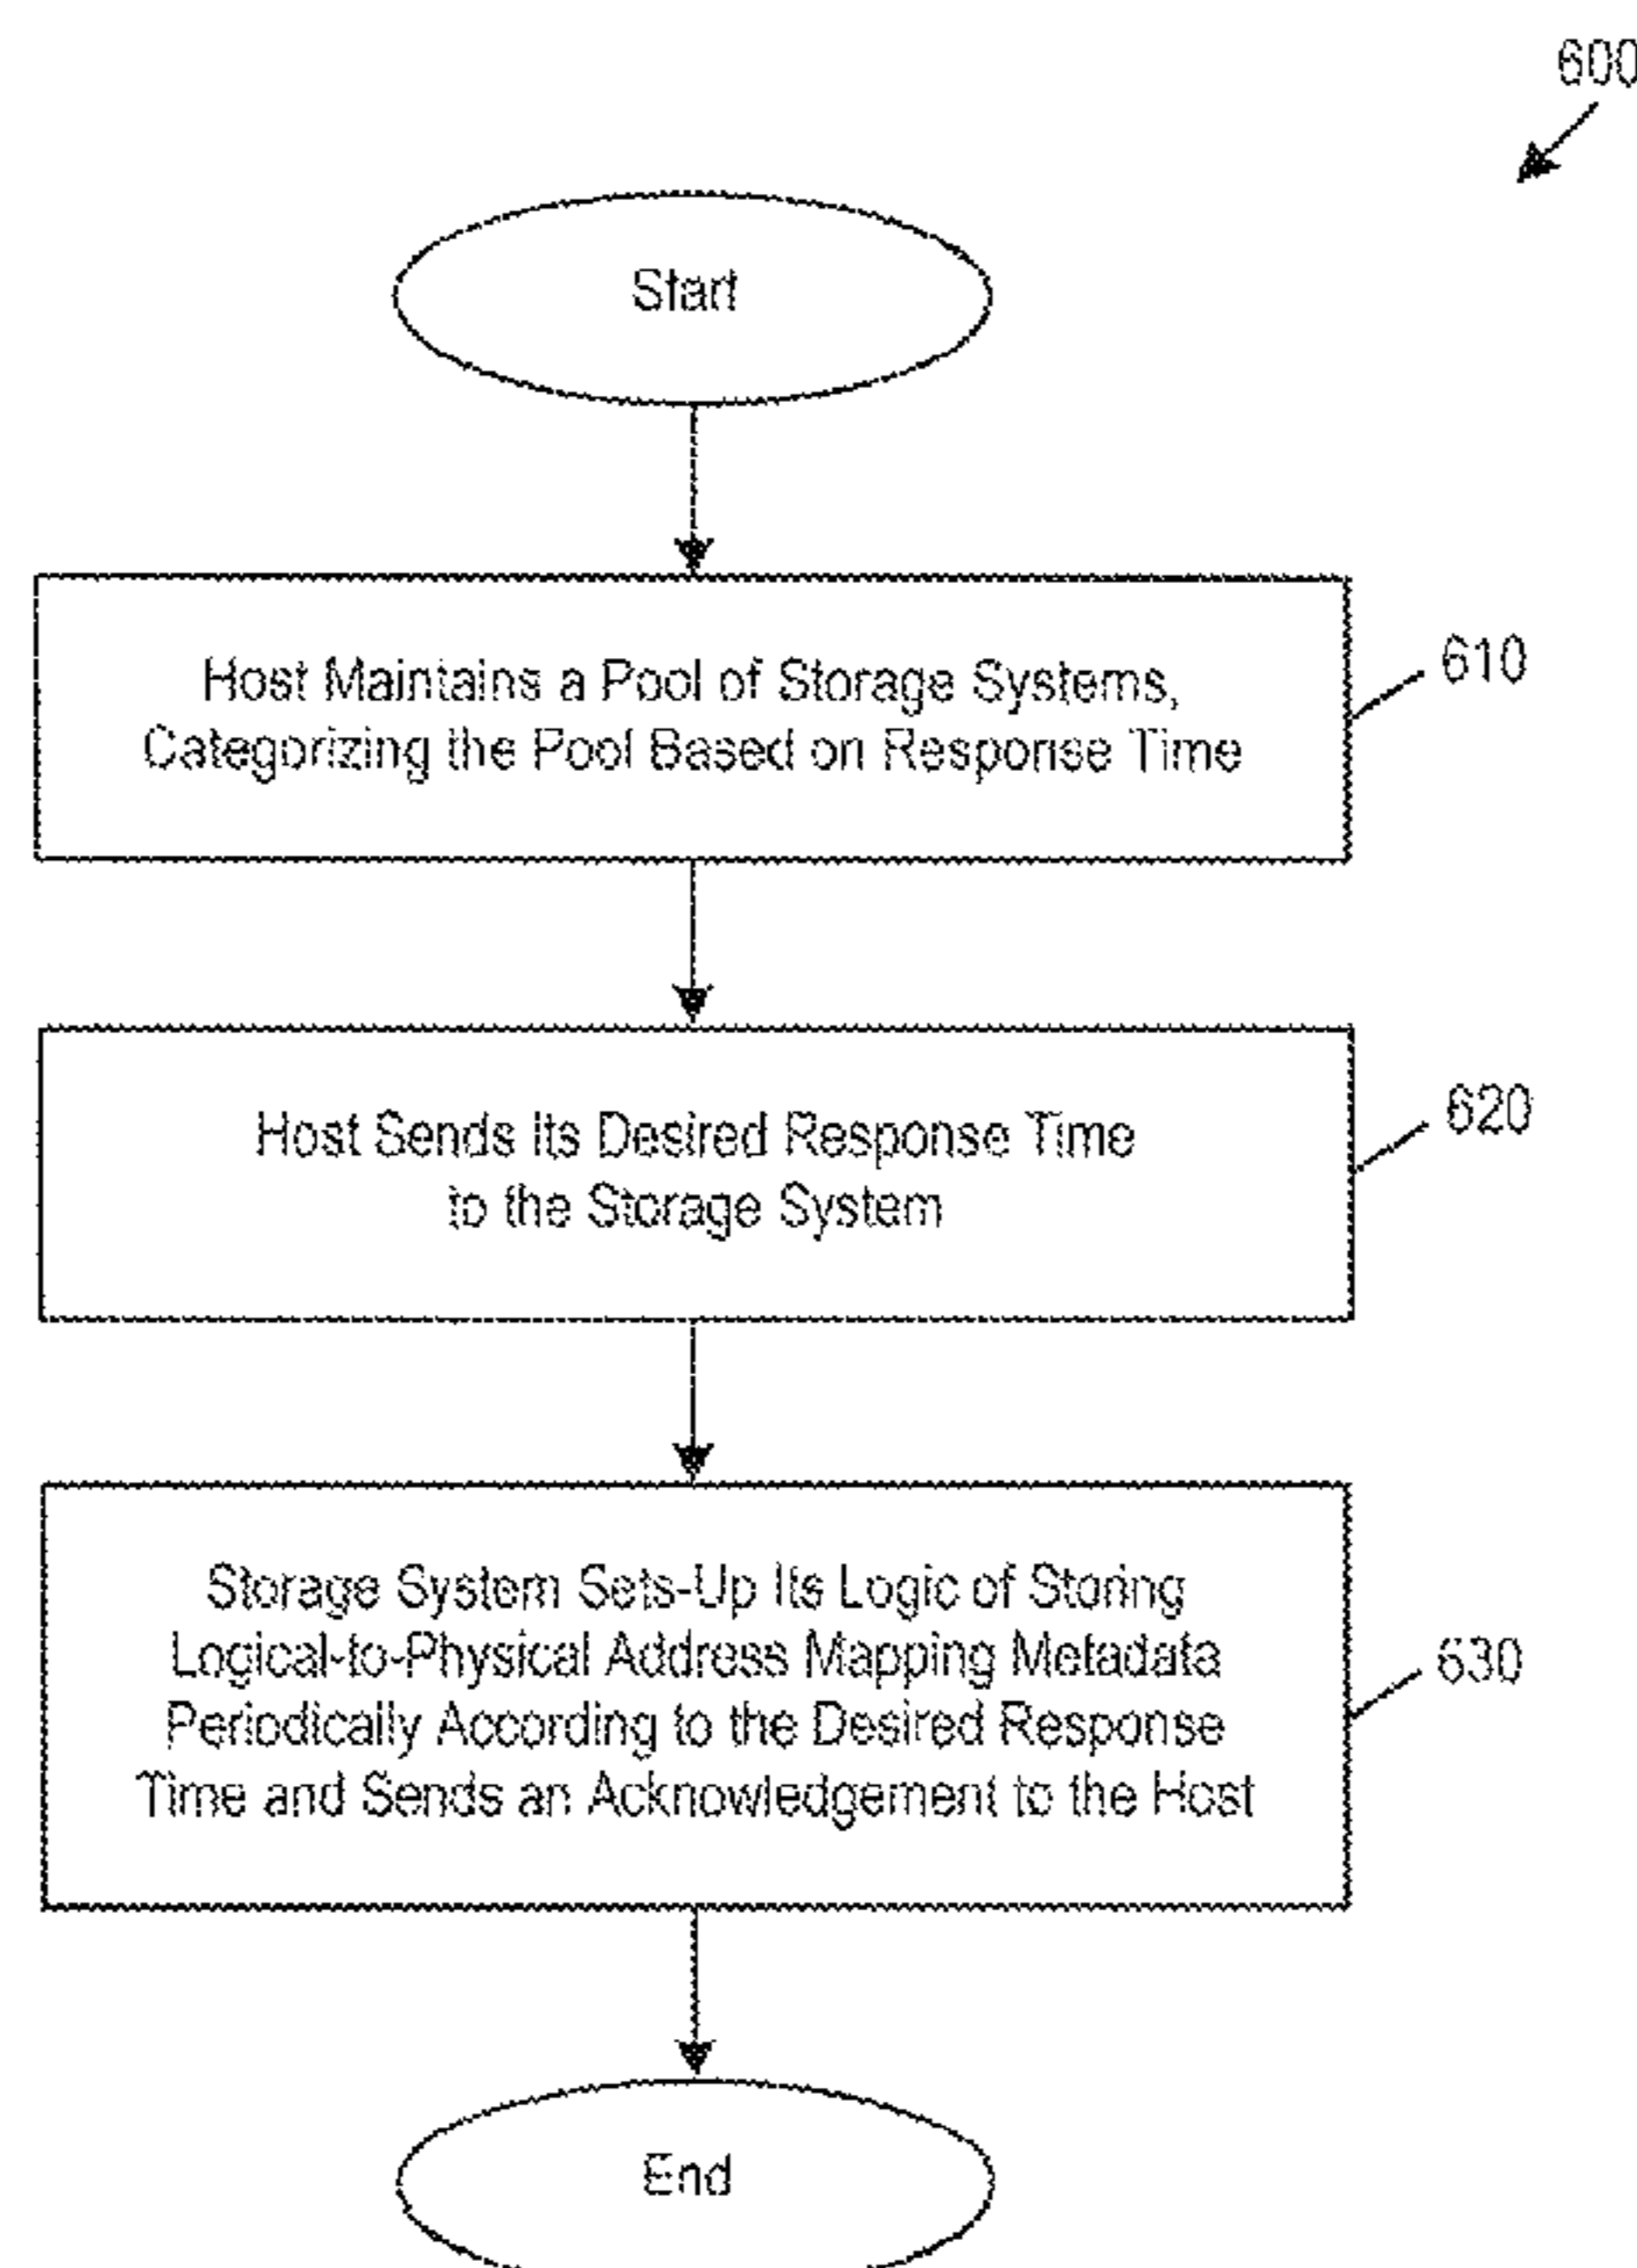 600
Start
Host Maintains a Pool of Storage Systems,
Categorizing the Pool Based on Response Time
610
Host Sends Its Desired Response Time
to the Storage System
620
Storage System Sets-Up Its Logic of Storing
Logical-to-Physical Address Mapping Metadata
Periodically According to the Desired Response
Time and Sends an Acknowledgement to the Host
630
End